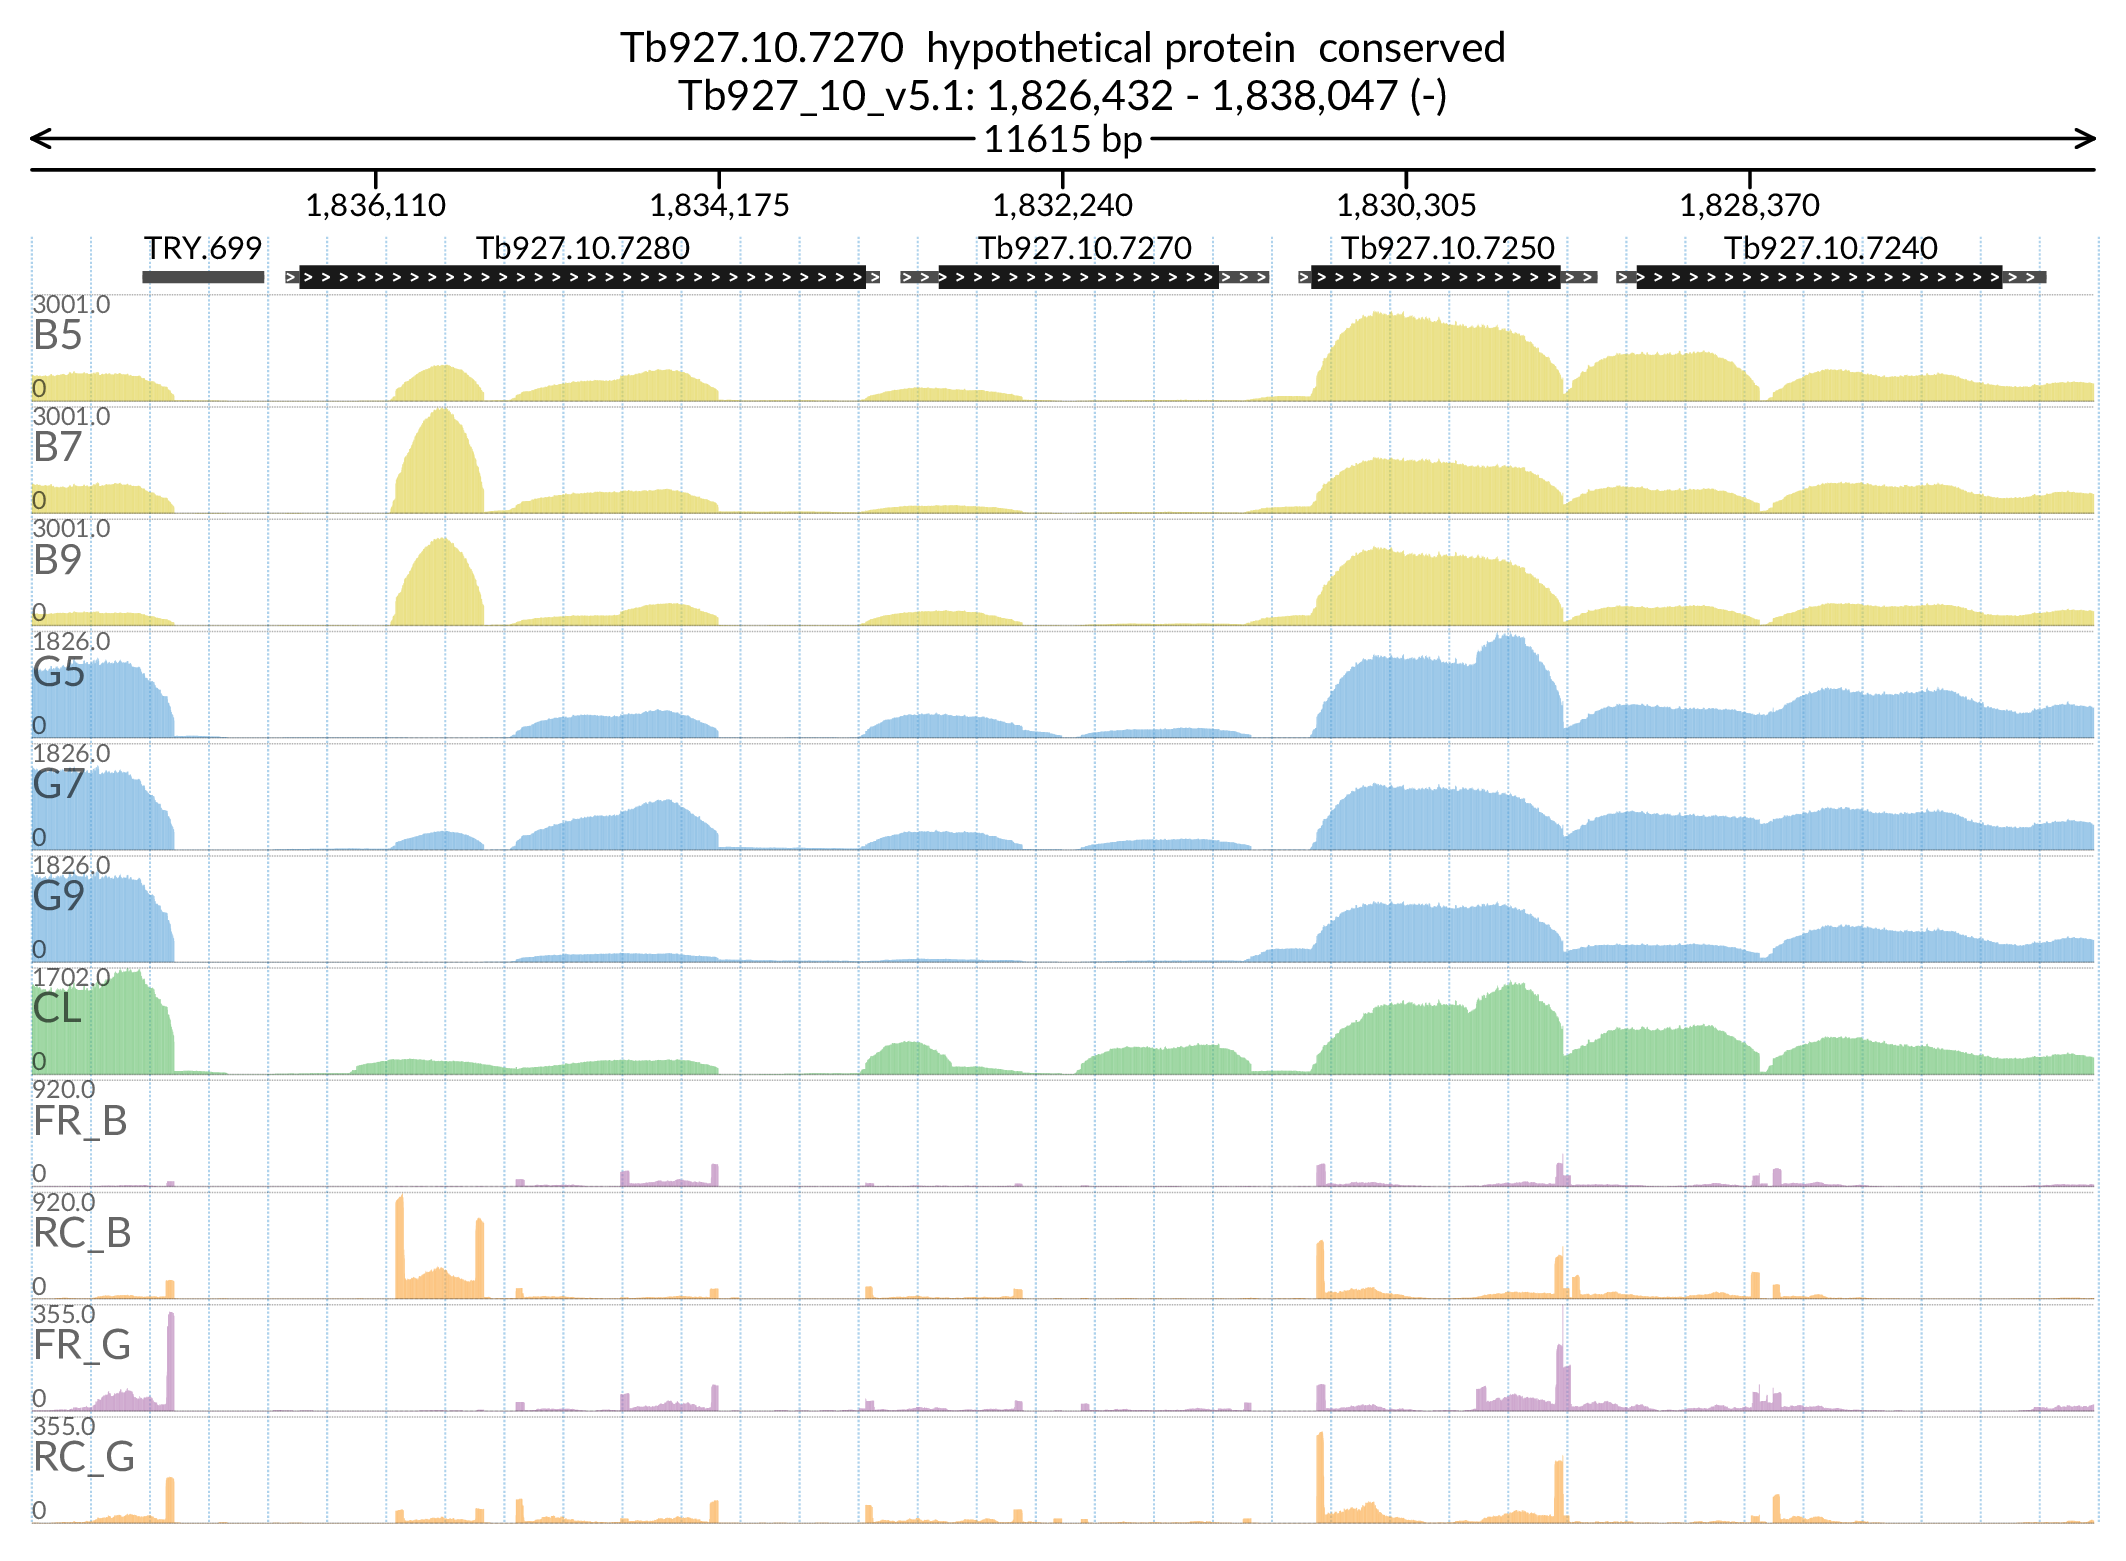 Tb927.10.7270  hypothetical protein  conserved
Tb927_10_v5.1: 1,826,432 - 1,838,047 (-)
11615 bp
1,836,110 1,834,175 1,832,240 1,830,305 1,828,370
TRY.699 Tb927.10.7280 Tb927.10.7270 Tb927.10.7250 Tb927.10.7240
3001.0
B5
0
3001.0
B7
0
3001.0
B9
0
1826.0
G5
0
1826.0
G7
0
1826.0
G9
0
1702.0
CL
0
920.0
FR_B
0
920.0
RC_B
0
355.0
FR_G
0
355.0
RC_G
0